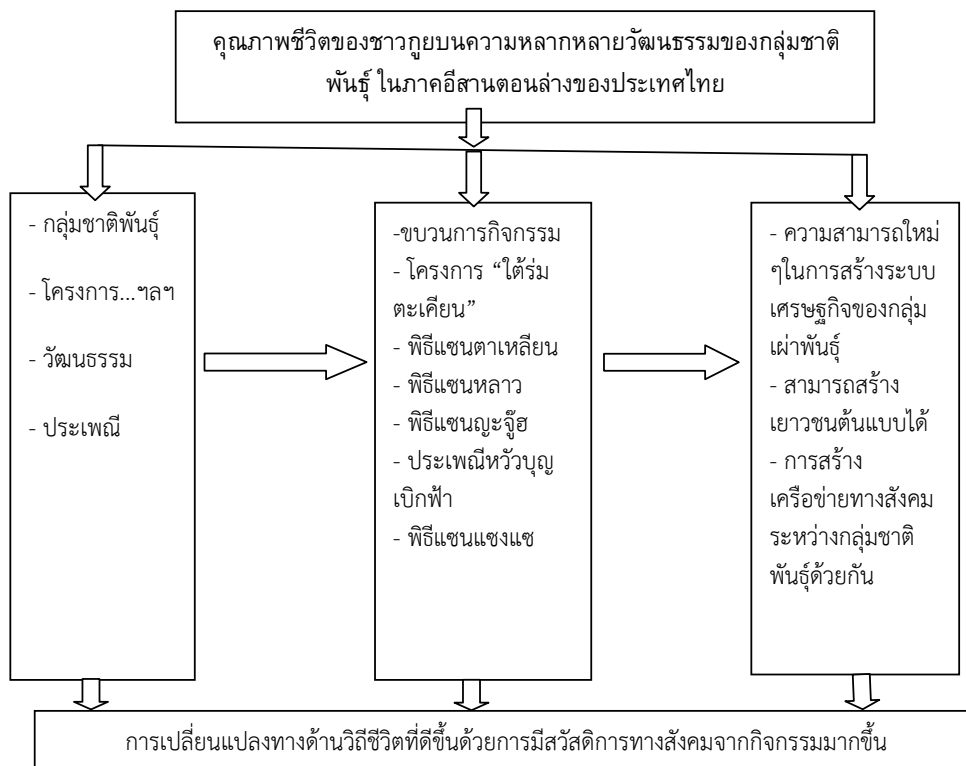 คุณภาพชีวิตของชาวกูยบนความหลากหลายวัฒนธรรมของกลุ่มชาติ
พันธุ์ ในภาคอีสานตอนล่างของประเทศไทย
- กลุ่มชาติพันธุ์
- โครงการ...ฯลฯ
- วัฒนธรรม
- ประเพณี
-ขบวนการกิจกรรม
- โครงการ “ใต้ร่ม
ตะเคียน”
- พิธีแซนตาเหลียน
- พิธีแซนหลาว
- พิธีแซนญะจู๊ฮ
- ประเพณีหวัวบุญ
เบิกฟ้า
- พิธีแซนแซงแซ
- ความสามารถใหม่
ๆในการสร้างระบบ
เศรษฐกิจของกลุ่ม
เผ่าพันธุ์
- สามารถสร้าง
เยาวชนต้นแบบได้
- การสร้าง
เครือข่ายทางสังคม
ระหว่างกลุ่มชาติ
พันธุ์ด้วยกัน
การเปลี่ยนแปลงทางด้านวิถีชีวิตที่ดีขึ้นด้วยการมีสวัสดิการทางสังคมจากกิจกรรมมากขึ้น